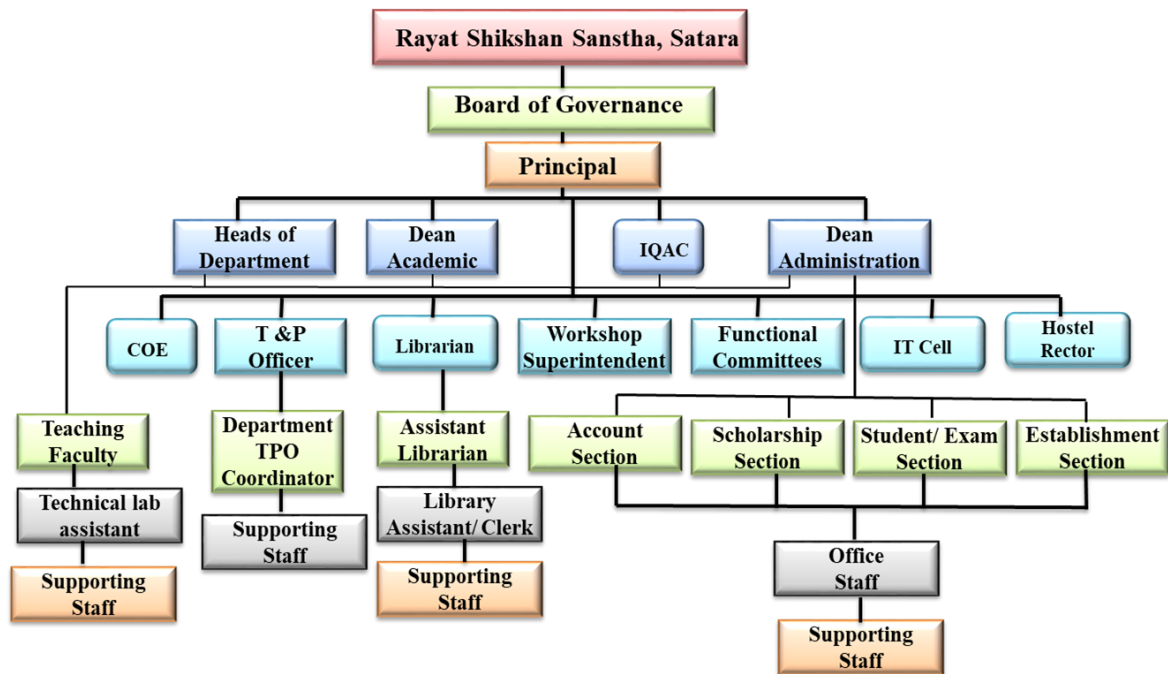 Rayat Shikshan Sanstha, Satara
Board of Governance
Principal
Heads of
Department
Dean
Academic
IQAC
Dean
Administration
COE
T &P
Officer
Librarian
Workshop
Superintendent
Functional
Committees
IT Cell
Hostel
Rector
Teaching
Faculty
Department
TPO
Coordinator
Assistant
Librarian
Account
Section
Scholarship
Section
Student/ Exam
Section
Establishment
Section
Technical lab
assistant
Supporting
Staff
Library
Assistant/ Clerk
Office
Staff
Supporting
Staff
Supporting
Staff
Supporting
Staff